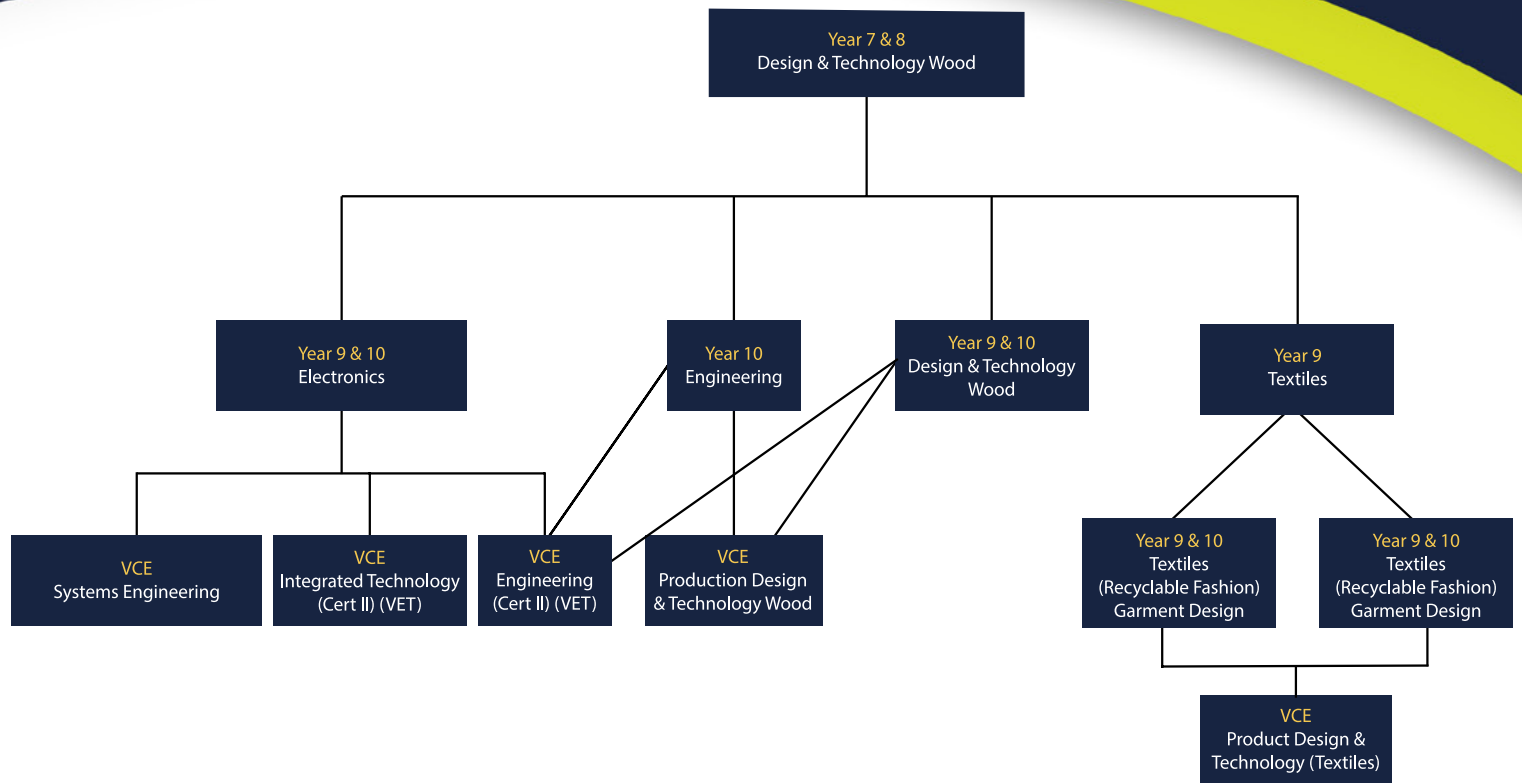 Year 7 & 8
Design & Technology Wood
Year 9 & 10
Electronics
Year 10
Engineering
Year 9 & 10
Design & Technology
Wood
Year 9
Textiles
VCE
Systems Engineering
VCE
Integrated Technology
(Cert II) (VET)
VCE
Engineering
(Cert II) (VET)
VCE
Production Design
& Technology Wood
Year 9 & 10
Textiles
(Recyclable Fashion)
Garment Design
Year 9 & 10
Textiles
(Recyclable Fashion)
Garment Design
VCE
Product Design &
Technology (Textiles)